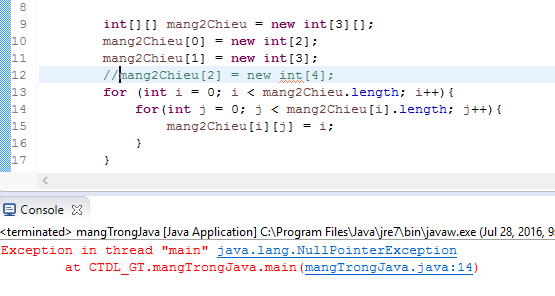 8
9 int[][] mang2Chieu = new int[3][];
10 mang2Chieu[0] = new int[2];
11 mang2Chieu[1] = new int[3];
12 //mang2Chieu[2] = new int[4];
13 for (int i = 0; i < mang2Chieu.length; i++){
14 for(int j = 0; j < mang2Chieu[i].length; j++){
15 mang2Chieu[i][j] = i;
16 }
17 }
Console
<terminated> mangTrongJava [Java Application] C:\Program Files\Java\jre7\bin\javaw.exe (Jul 28, 2016, 9:
Exception in thread "main" java.lang.NullPointerException
at CTDL_GT.mangTrongJava.main(mangTrongJava.java:14)